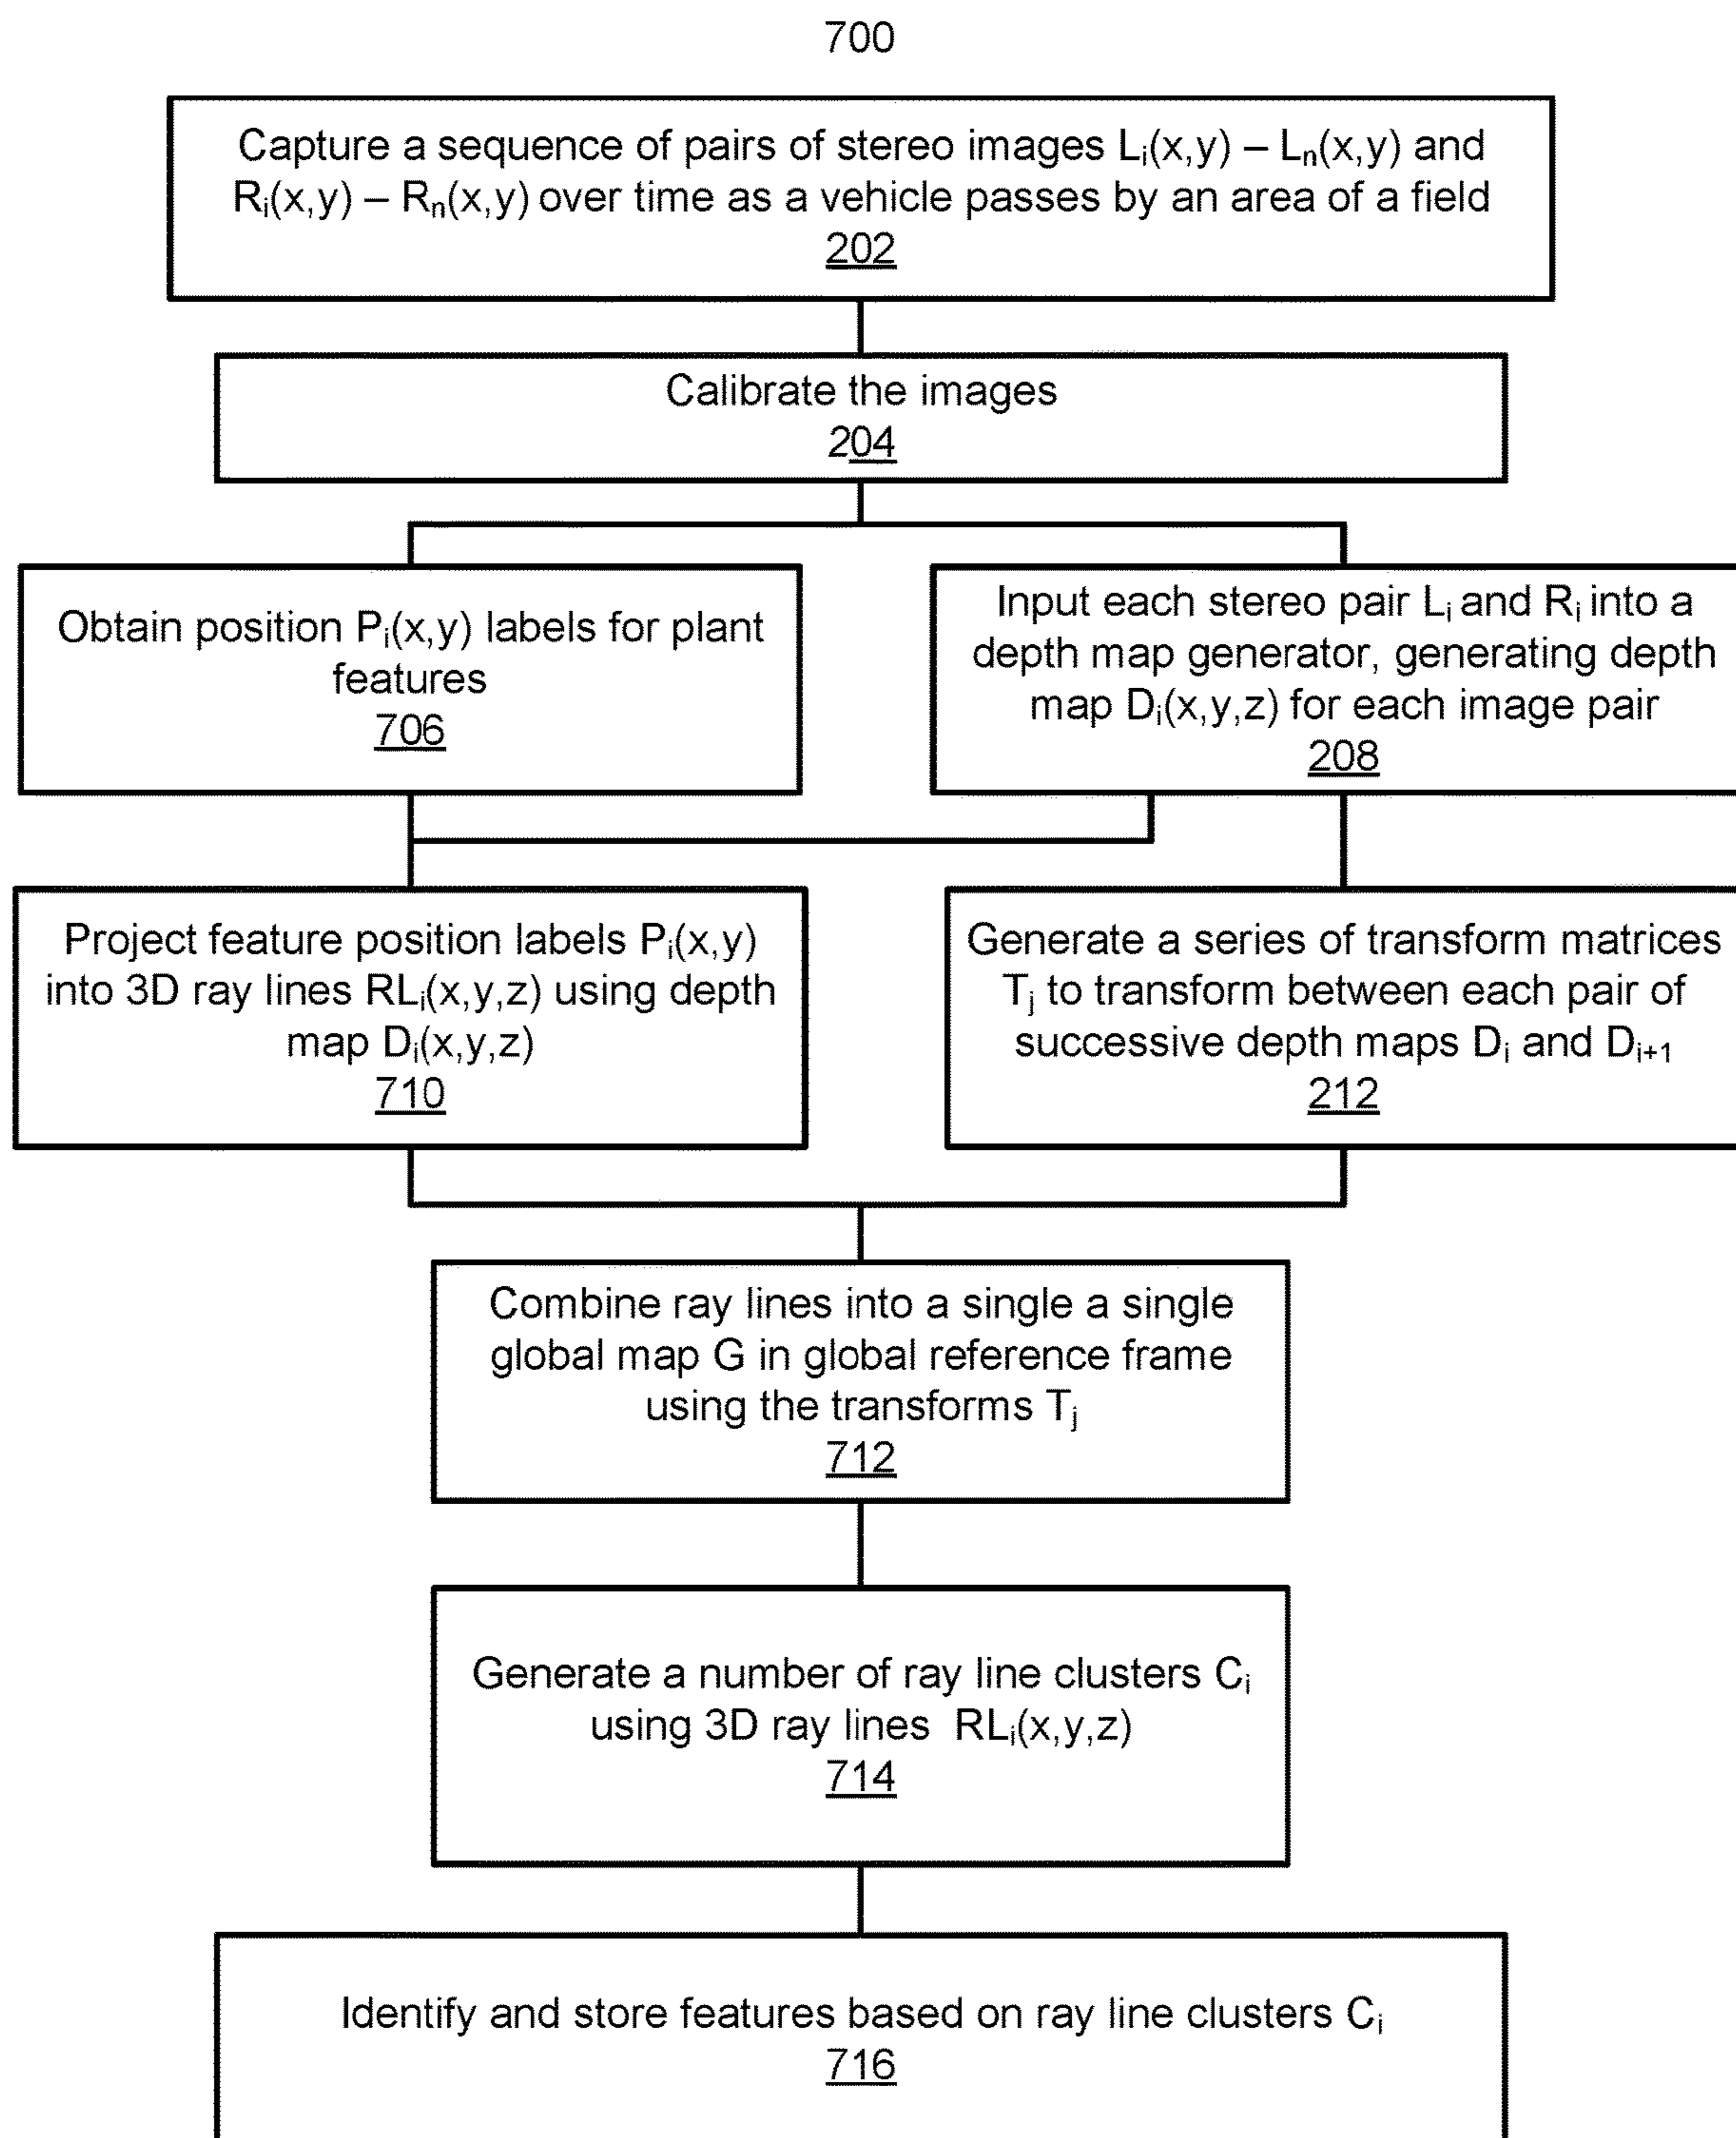 700
Capture a sequence of pairs of stereo images Lᵢ(x,y) – Lₙ(x,y) and
Rᵢ(x,y) – Rₙ(x,y) over time as a vehicle passes by an area of a field
202
Calibrate the images
204
Obtain position Pᵢ(x,y) labels for plant
features
706
Input each stereo pair Lᵢ and Rᵢ into a
depth map generator, generating depth
map Dᵢ(x,y,z) for each image pair
208
Project feature position labels Pᵢ(x,y)
into 3D ray lines RLᵢ(x,y,z) using depth
map Dᵢ(x,y,z)
710
Generate a series of transform matrices
Tⱼ to transform between each pair of
successive depth maps Dᵢ and Dᵢ₊₁
212
Combine ray lines into a single a single
global map G in global reference frame
using the transforms Tⱼ
712
Generate a number of ray line clusters Cᵢ
using 3D ray lines RLᵢ(x,y,z)
714
Identify and store features based on ray line clusters Cᵢ
716